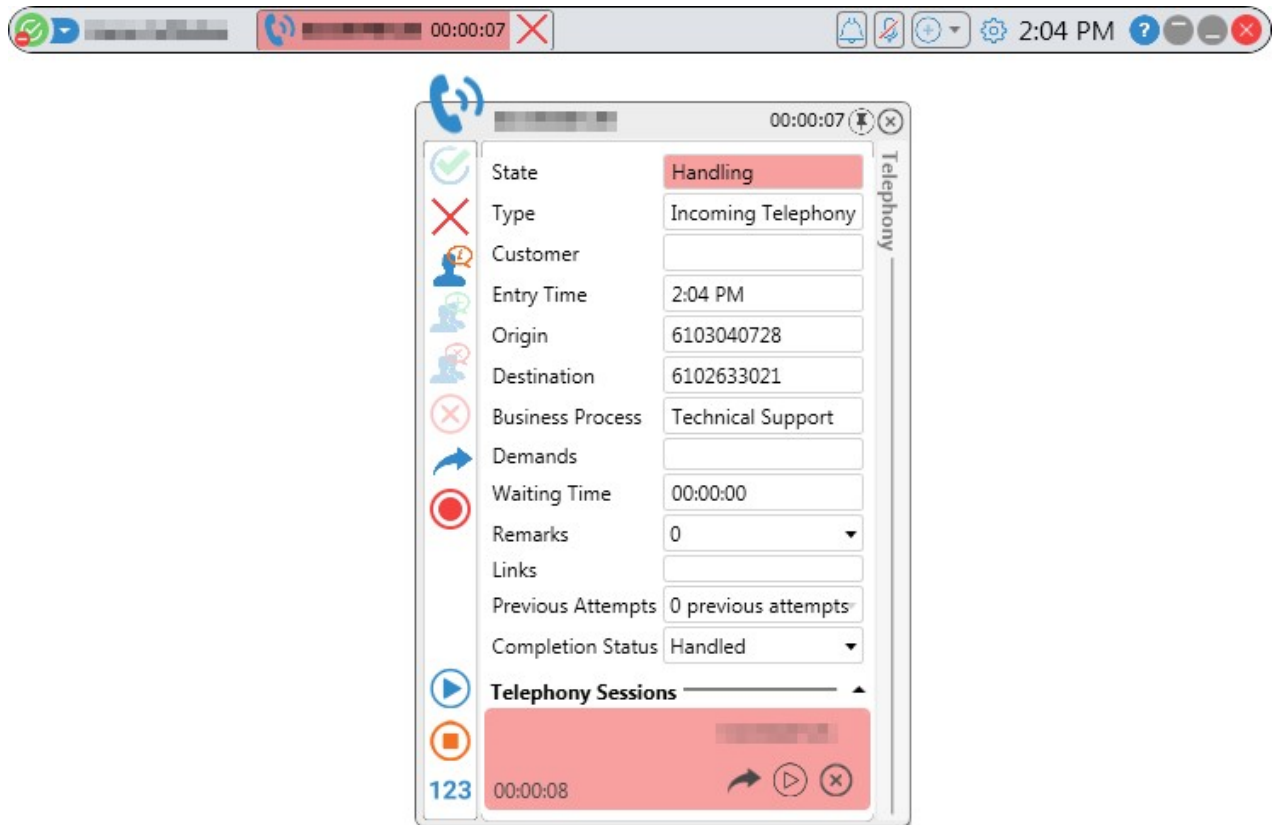 00:00:07
2:04 PM
?
00:00:07
Telephony
State Handling
Type Incoming Telephony
Customer
Entry Time 2:04 PM
Origin 6103040728
Destination 6102633021
Business Process Technical Support
Demands
Waiting Time 00:00:00
Remarks 0
Links
Previous Attempts 0 previous attempts
Completion Status Handled
Telephony Sessions
123 00:00:08